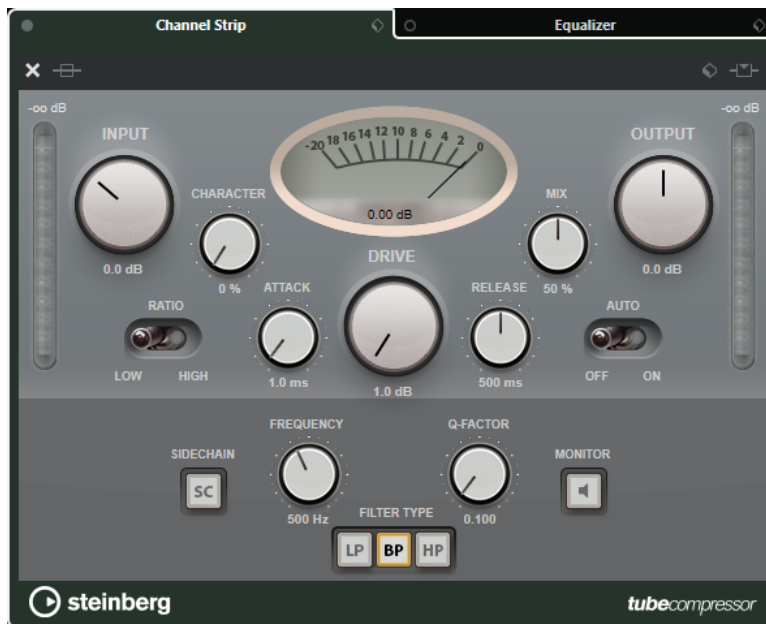 Channel Strip
Equalizer
-oo dB
-oo dB
INPUT
OUTPUT
-20 18 16 14 12 10 8 6 4 2 0
CHARACTER
MIX
0.00 dB
0.0 dB
0.0 dB
DRIVE
0 %
50 %
ATTACK
RELEASE
RATIO
AUTO
LOW HIGH
1.0 ms
1.0 dB
500 ms
OFF ON
FREQUENCY
Q-FACTOR
SIDECHAIN
MONITOR
SC
500 Hz
FILTER TYPE
0.100
LP BP HP
steinberg
tubecompressor